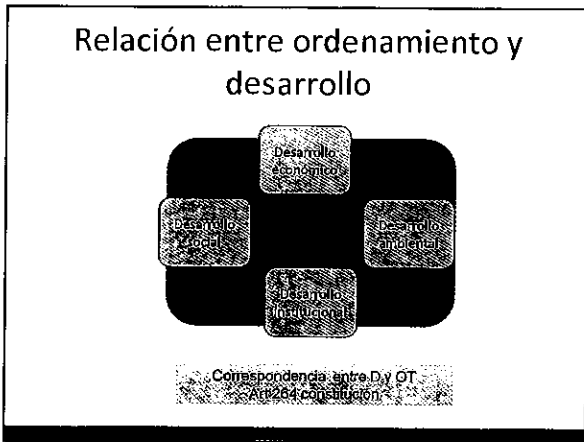 Relación entre ordenamiento y
desarrollo
Desarrollo
económico
Desarrollo
social
Desarrollo
ambiental
Desarrollo
Institucional
Correspondencia entre D y OT
Art 264 constitución